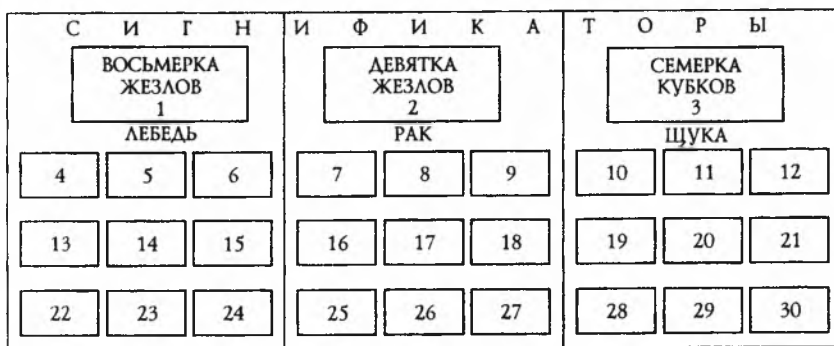 С И Г Н И Ф И К А Т О Р Ы
ВОСЬМЕРКА ДЕВЯТКА СЕМЕРКА
ЖЕЗЛОВ ЖЕЗЛОВ КУБКОВ
1 2 3
ЛЕБЕДЬ РАК ЩУКА
4 5 6 7 8 9 10 11 12
13 14 15 16 17 18 19 20 21
22 23 24 25 26 27 28 29 30